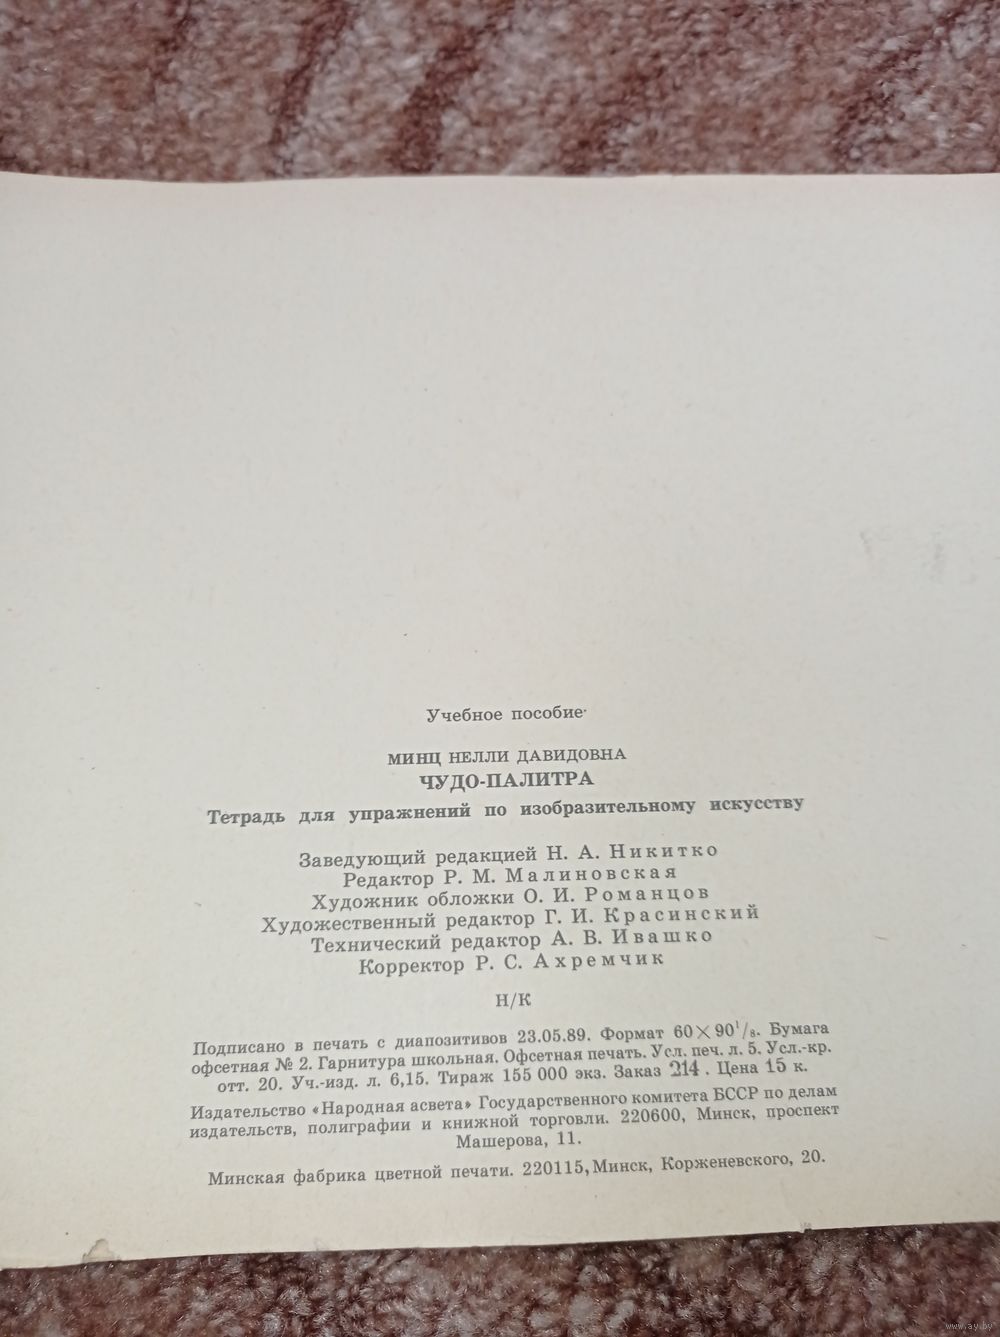 Учебное пособие
МИНЦ НЕЛЛИ ДАВИДОВНА
ЧУДО-ПАЛИТРА
Тетрадь для упражнений по изобразительному искусству
Заведующий редакцией Н. А. Никитко
Редактор Р. М. Малиновская
Художник обложки О. И. Романцов
Художественный редактор Г. И. Красинский
Технический редактор А. В. Ивашко
Корректор Р. С. Ахремчик
Н/К
Подписано в печать с диапозитивов 23.05.89. Формат 60×90¹/₈. Бумага
офсетная № 2. Гарнитура школьная. Офсетная печать. Усл. печ. л. 5. Усл.-кр.
отт. 20. Уч.-изд. л. 6,15. Тираж 155 000 экз. Заказ 214. Цена 15 к.
Издательство «Народная асвета» Государственного комитета БССР по делам
издательств, полиграфии и книжной торговли. 220600, Минск, проспект
Машерова, 11.
Минская фабрика цветной печати. 220115, Минск, Корженевского, 20.
www.ay.by